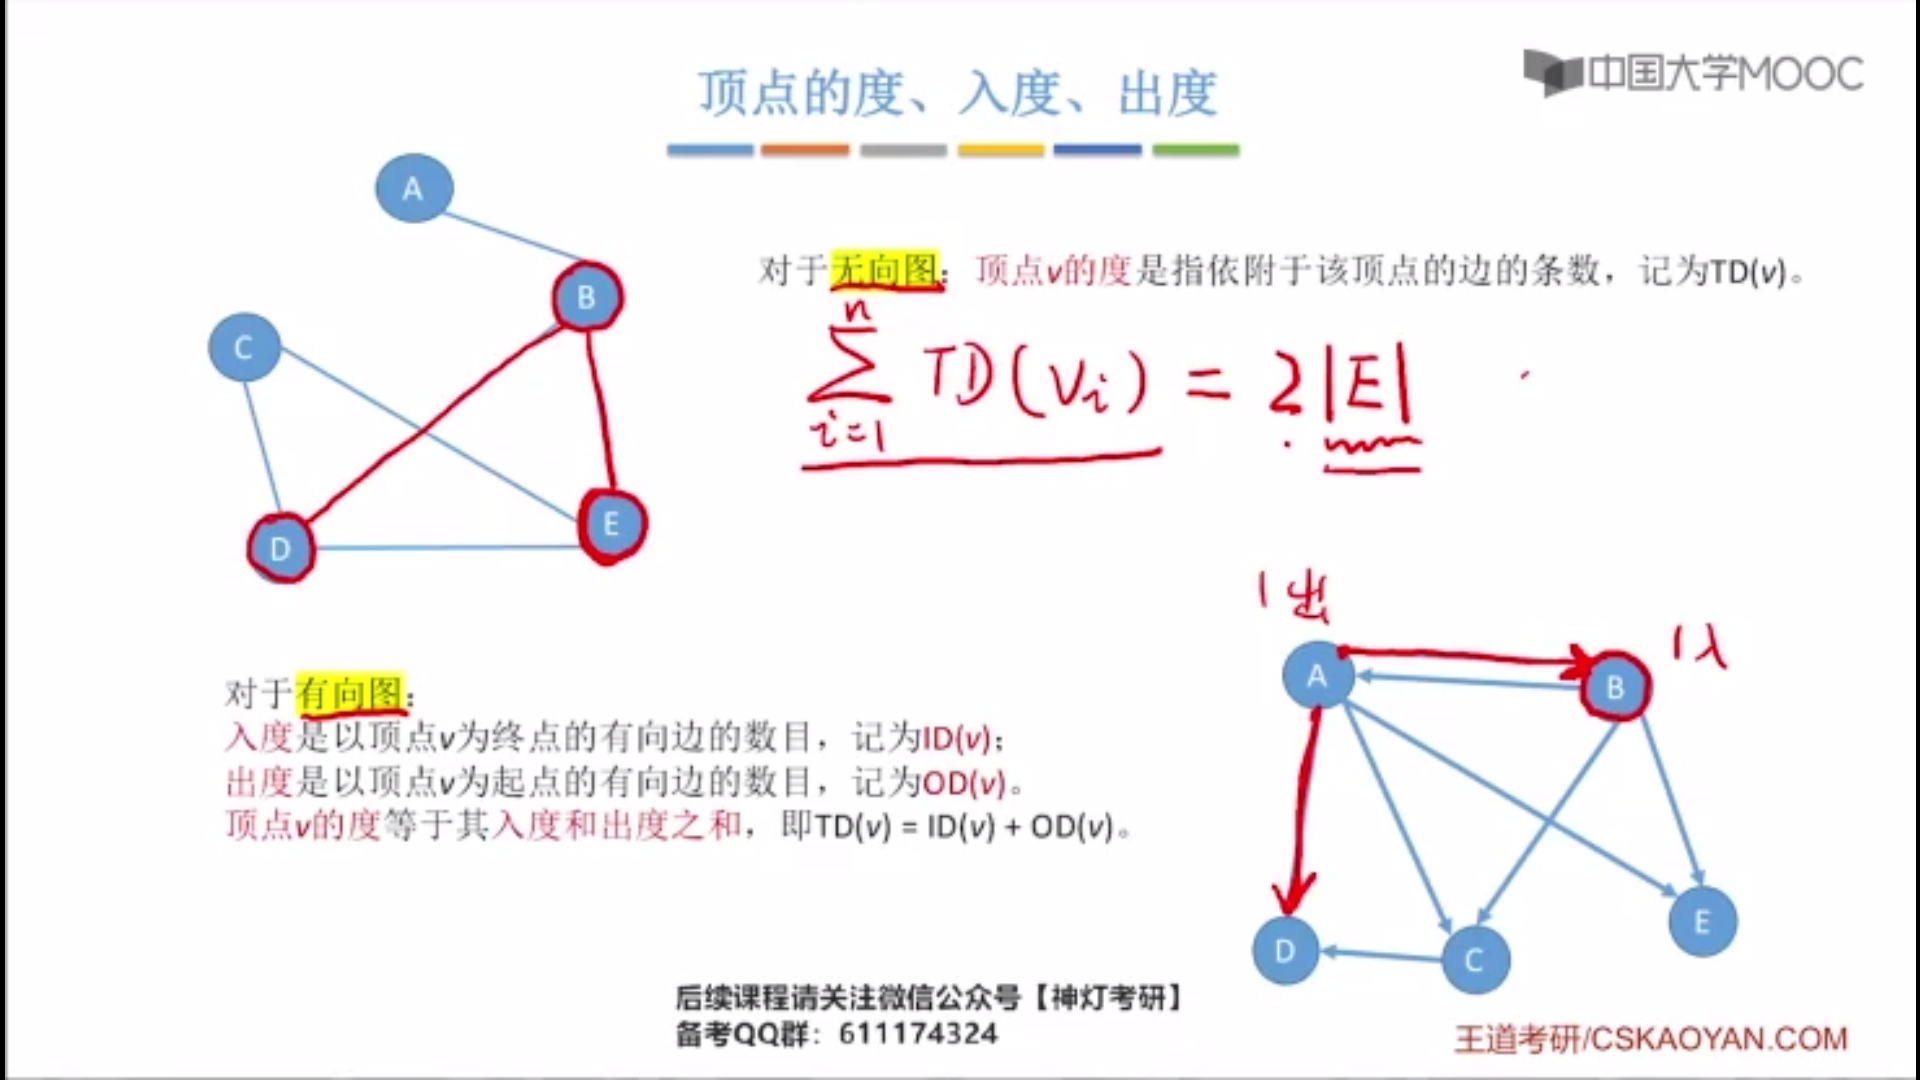 中国大学MOOC
顶点的度、入度、出度
A
B
C
D
E
对于无向图：顶点v的度是指依附于该顶点的边的条数，记为TD(v)。
n
∑ TD(vi) = 2|E|
i=1
对于有向图：
入度是以顶点v为终点的有向边的数目，记为ID(v)；
出度是以顶点v为起点的有向边的数目，记为OD(v)。
顶点v的度等于其入度和出度之和，即TD(v) = ID(v) + OD(v)。
1出
1入
A
B
E
D
C
后续课程请关注微信公众号【神灯考研】
备考QQ群：611174324
王道考研/CSKAOYAN.COM